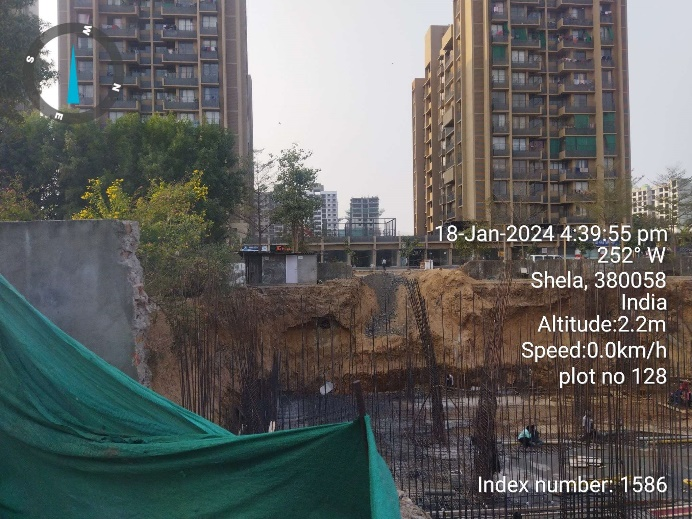 W
S
N
E
18-Jan-2024 4:39:55 pm
252° W
Shela, 380058
India
Altitude:2.2m
Speed:0.0km/h
plot no 128
Index number: 1586